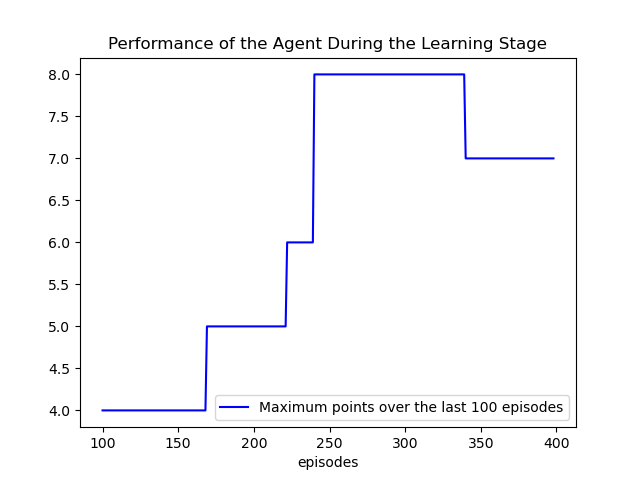 Performance of the Agent During the Learning Stage
8.0
7.5
7.0
6.5
6.0
5.5
5.0
4.5
4.0
Maximum points over the last 100 episodes
100 150 200 250 300 350 400
episodes